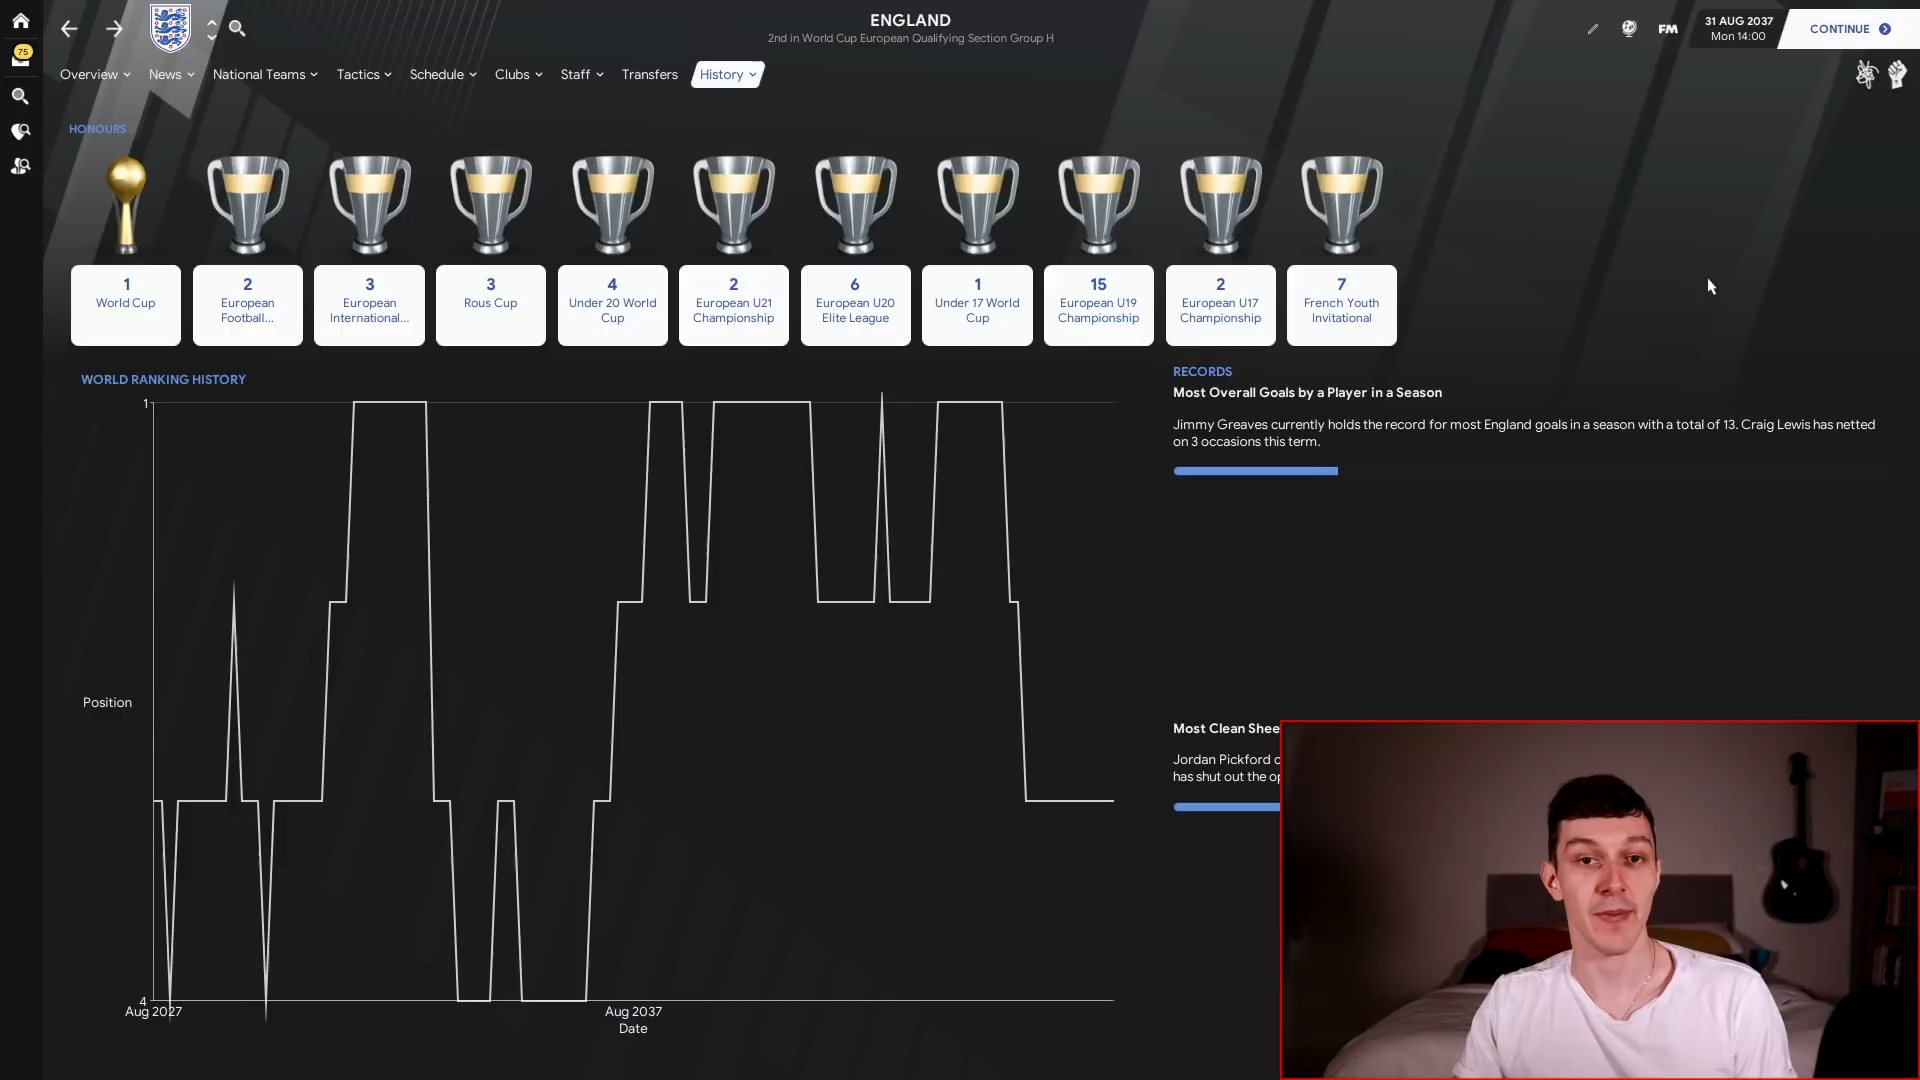 ENGLAND
2nd in World Cup European Qualifying Section Group H
FM
31 AUG 2037
Mon 14:00
CONTINUE
75
Overview
News
National Teams
Tactics
Schedule
Clubs
Staff
Transfers
History
HONOURS
1
World Cup
2
European
Football...
3
European
International...
3
Rous Cup
4
Under 20 World
Cup
2
European U21
Championship
6
European U20
Elite League
1
Under 17 World
Cup
15
European U19
Championship
2
European U17
Championship
7
French Youth
Invitational
WORLD RANKING HISTORY
1
Position
4
Aug 2027
Aug 2037
Date
RECORDS
Most Overall Goals by a Player in a Season
Jimmy Greaves currently holds the record for most England goals in a season with a total of 13. Craig Lewis has netted
on 3 occasions this term.
Most Clean Shee
Jordan Pickford
has shut out the